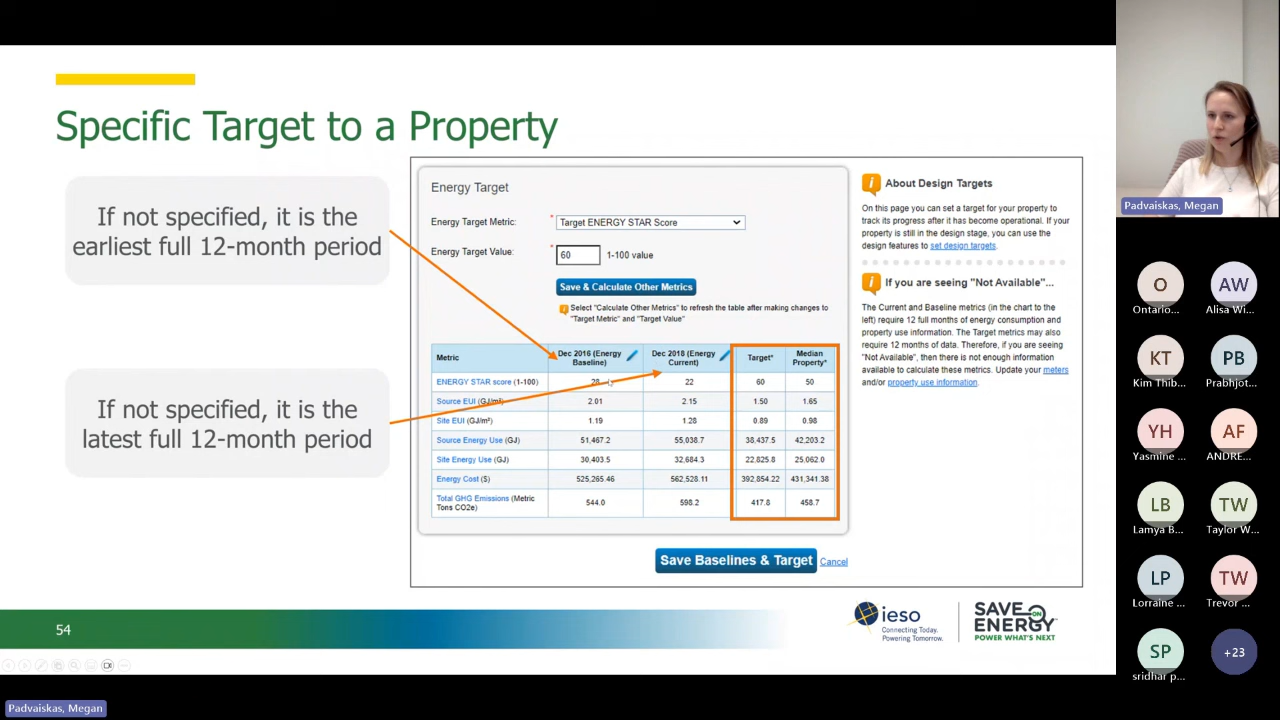 Specific Target to a Property
If not specified, it is the
earliest full 12-month period
If not specified, it is the
latest full 12-month period
Energy Target
Energy Target Metric:
* Target ENERGY STAR Score
Energy Target Value:
* 60 1-100 value
Save & Calculate Other Metrics
Select "Calculate Other Metrics" to refresh the table after making changes to
"Target Metric" and "Target Value"
Metric Dec 2016 (Energy Baseline) Dec 2018 (Energy Current) Target* Median Property*
ENERGY STAR score (1-100) 28 22 60 50
Source EUI (GJ/m²) 2.01 2.15 1.50 1.65
Site EUI (GJ/m²) 1.19 1.28 0.89 0.98
Source Energy Use (GJ) 51,467.2 55,038.7 38,437.5 42,203.2
Site Energy Use (GJ) 30,403.5 32,684.3 22,825.8 25,062.0
Energy Cost ($) 525,265.46 562,528.11 392,854.22 431,341.38
Total GHG Emissions (Metric Tons CO2e) 544.0 598.2 417.8 458.7
Save Baselines & Target Cancel
About Design Targets
On this page you can set a target for your property to
track its progress after it has become operational. If your
property is still in the design stage, you can use the
design features to set design targets.
If you are seeing "Not Available"...
The Current and Baseline metrics (in the chart to the
left) require 12 full months of energy consumption and
property use information. The Target metrics may also
require 12 months of data. Therefore, if you are seeing
"Not Available", then there is not enough information
available to calculate these metrics. Update your meters
and/or property use information.
54
ieso
Connecting Today.
Powering Tomorrow.
SAVE ON
ENERGY
POWER WHAT'S NEXT
Padvaiskas, Megan
O AW
Ontario... Alisa Wi...
KT PB
Kim Thib... Prabhjot...
YH AF
Yasmine ... ANDRE...
LB TW
Lamya B... Taylor W...
LP TW
Lorraine ... Trevor ...
SP +23
sridhar p...
Padvaiskas, Megan